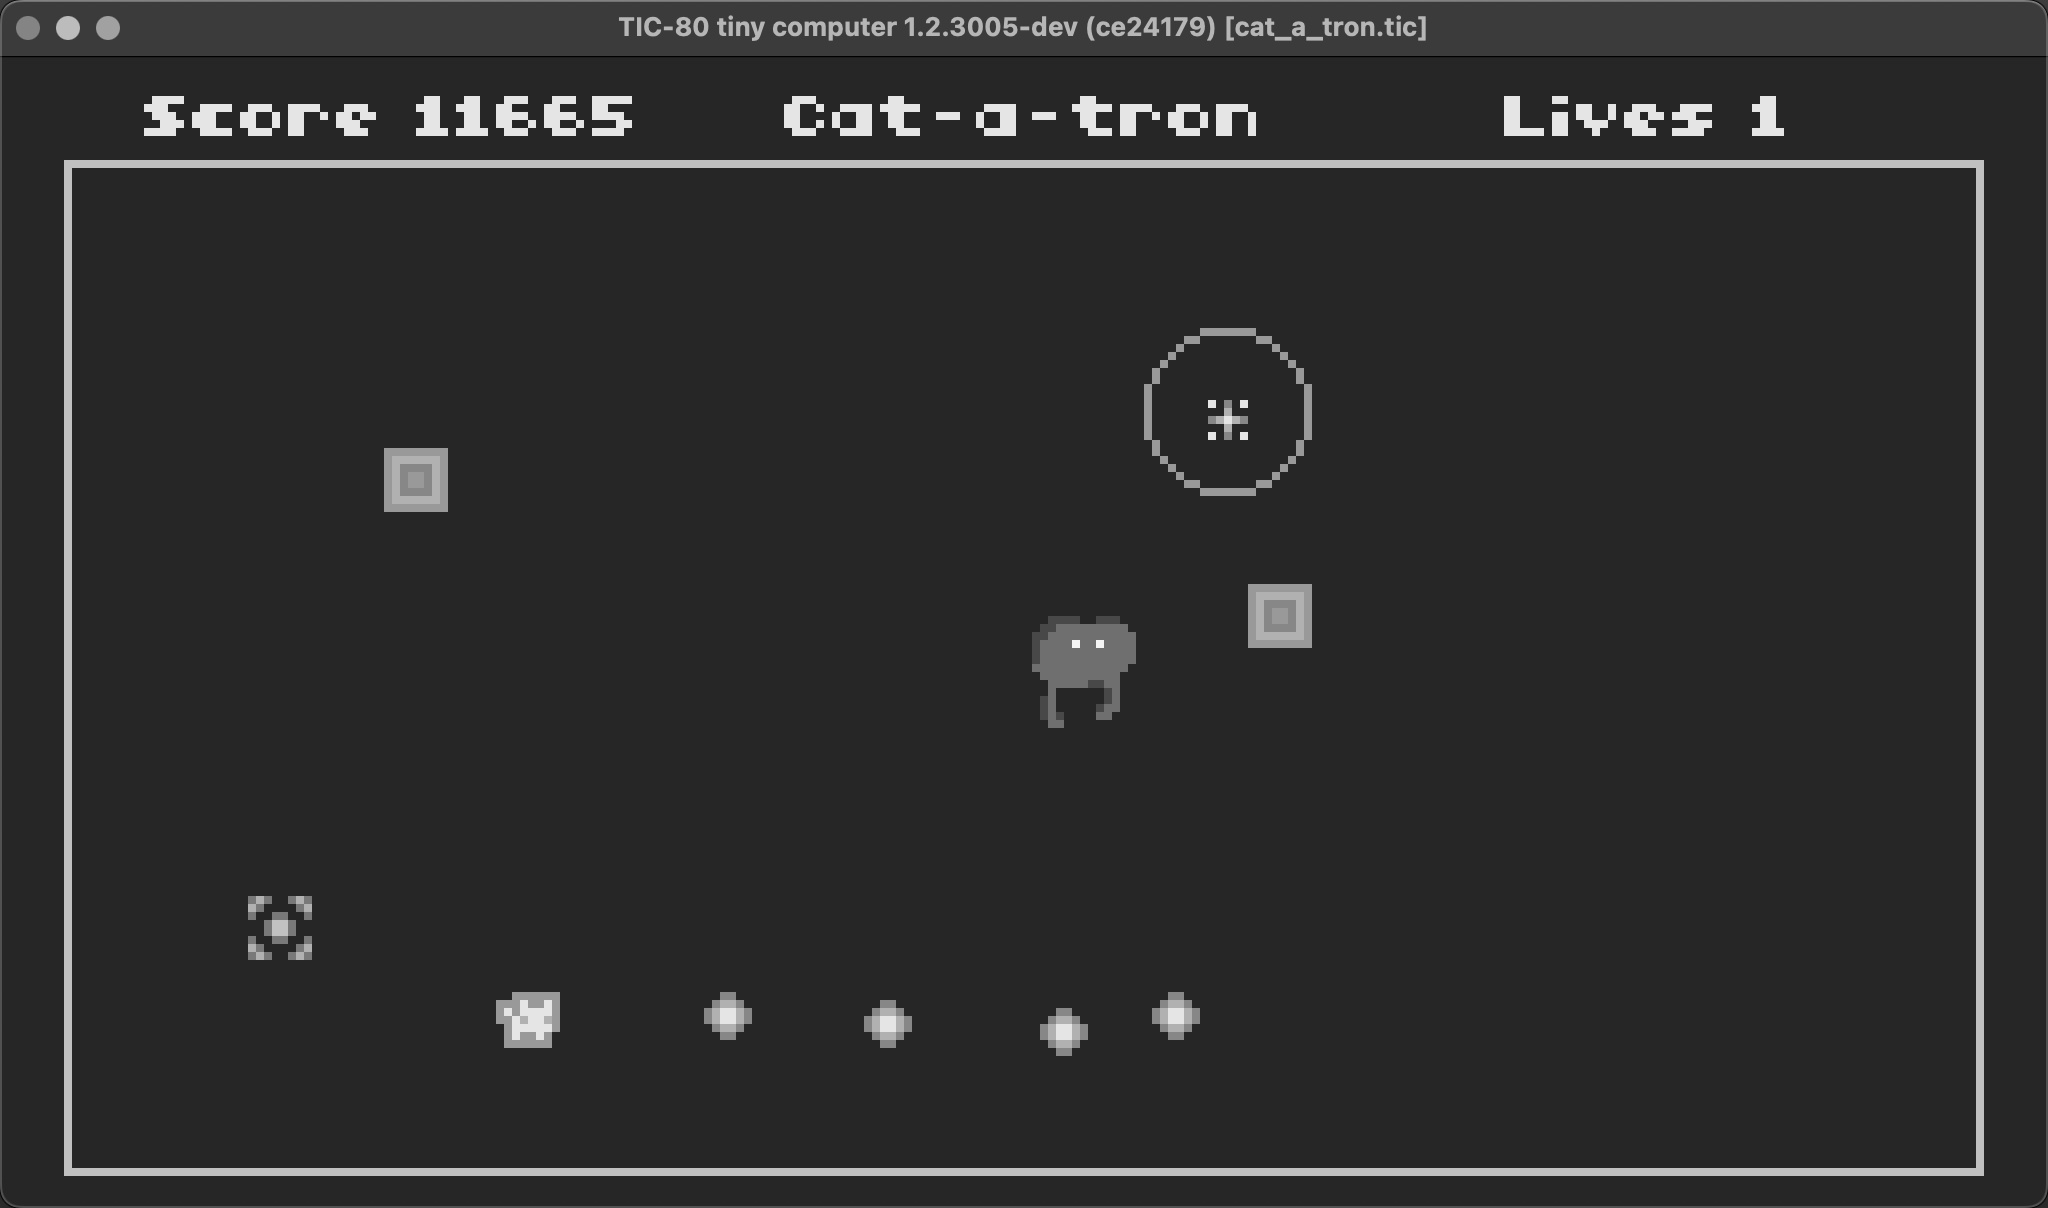 TIC-80 tiny computer 1.2.3005-dev (ce24179) [cat_a_tron.tic]
Score 11665 Cat-a-tron Lives 1